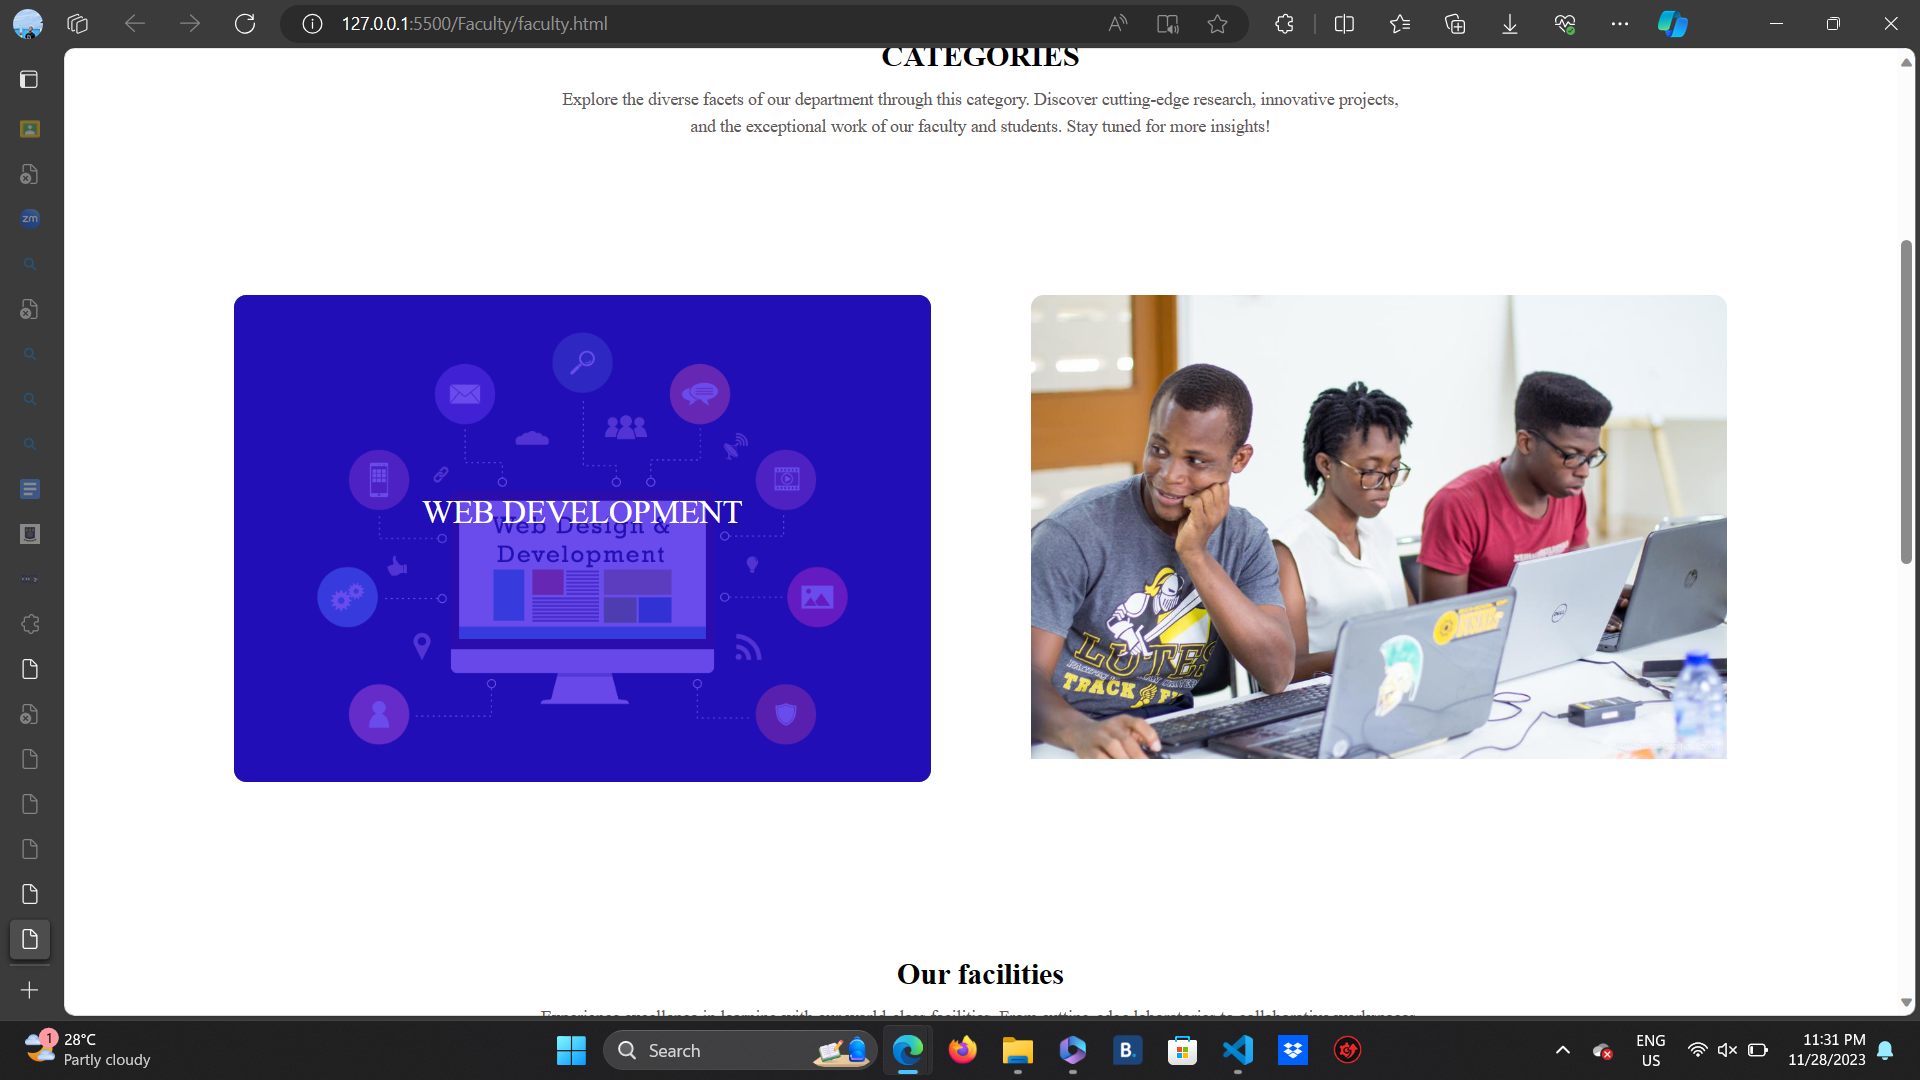 127.0.0.1:5500/Faculty/faculty.html
zm
CATEGORIES
Explore the diverse facets of our department through this category. Discover cutting-edge research, innovative projects,
and the exceptional work of our faculty and students. Stay tuned for more insights!
WEB DEVELOPMENT
Web Design &
Development
LUTES
TRACK &
DELL
Our facilities
1
28°C
Partly cloudy
Search
B.
ENG
US
11:31 PM
11/28/2023